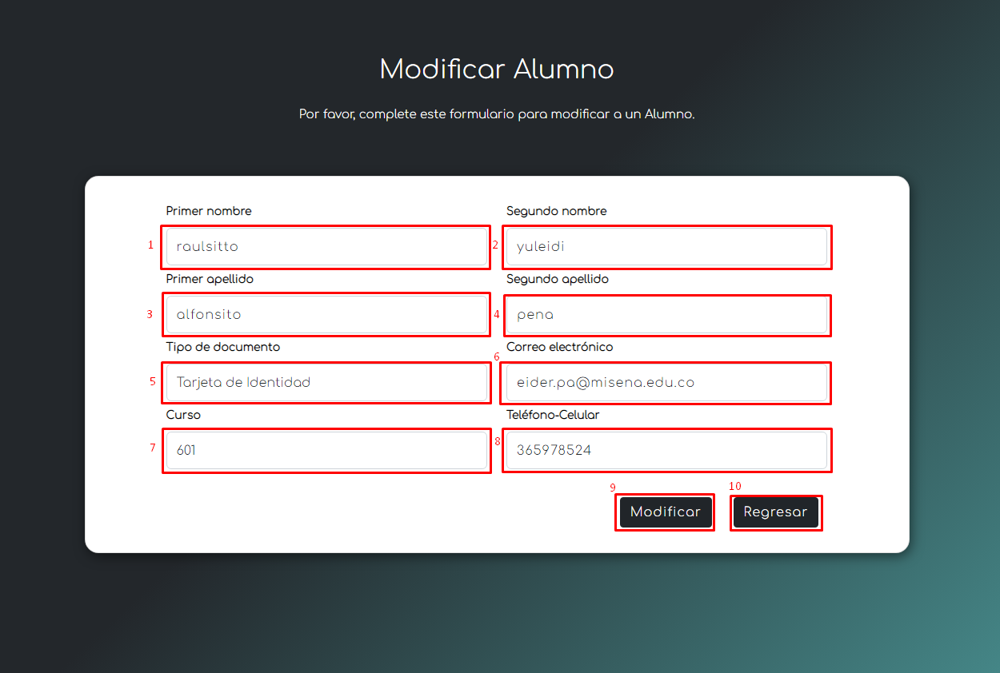 Modificar Alumno
Por favor, complete este formulario para modificar a un Alumno.
Primer nombre Segundo nombre
1 raulsitto 2 yuleidi
Primer apellido Segundo apellido
3 alfonsito 4 pena
Tipo de documento Correo electrónico
6
5 Tarjeta de Identidad eider.pa@misena.edu.co
Curso Teléfono-Celular
7 601 8 365978524
9 10
Modificar Regresar